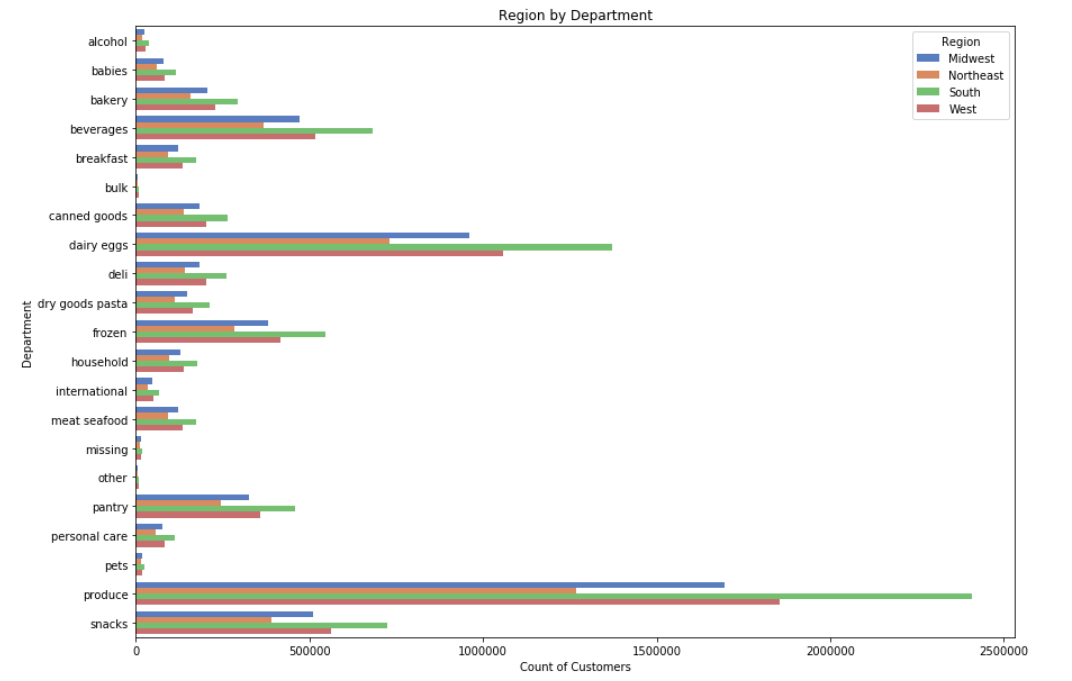 Region by Department
Region
Midwest
Northeast
South
West
Department
alcohol
babies
bakery
beverages
breakfast
bulk
canned goods
dairy eggs
deli
dry goods pasta
frozen
household
international
meat seafood
missing
other
pantry
personal care
pets
produce
snacks
0 500000 1000000 1500000 2000000 2500000
Count of Customers